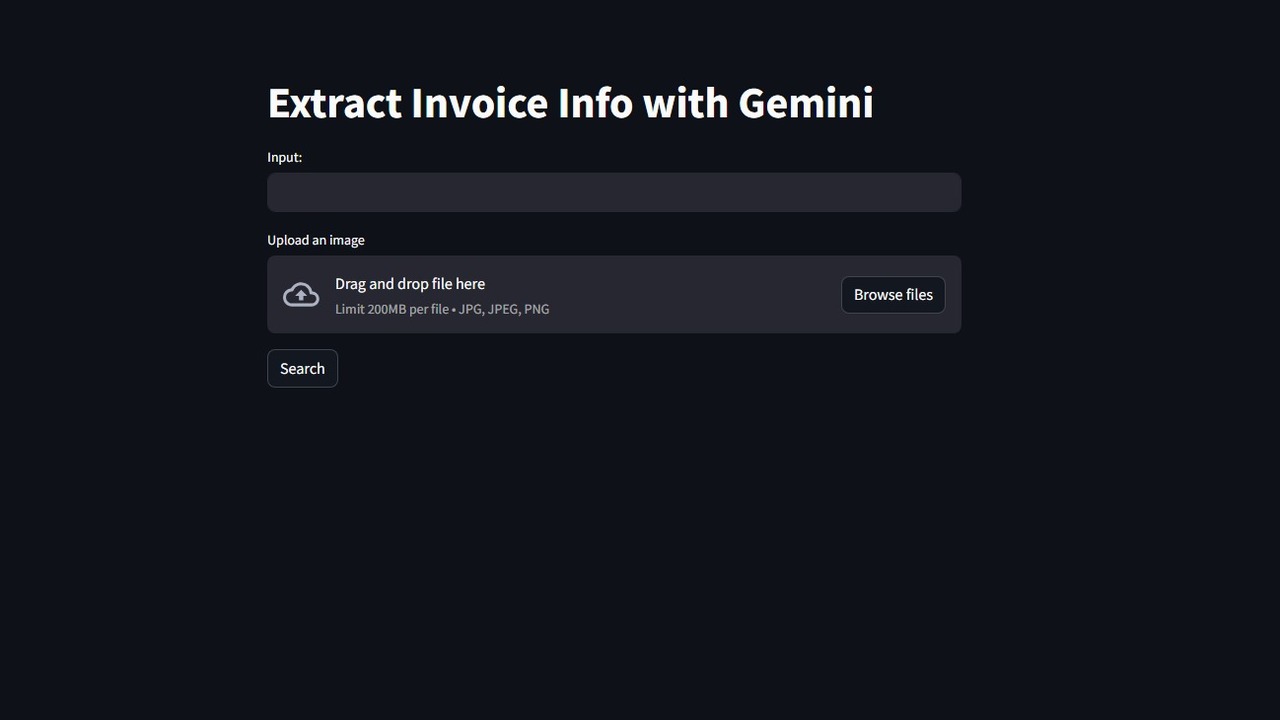 Extract Invoice Info with Gemini
Input:
Upload an image
Drag and drop file here
Limit 200MB per file • JPG, JPEG, PNG
Browse files
Search